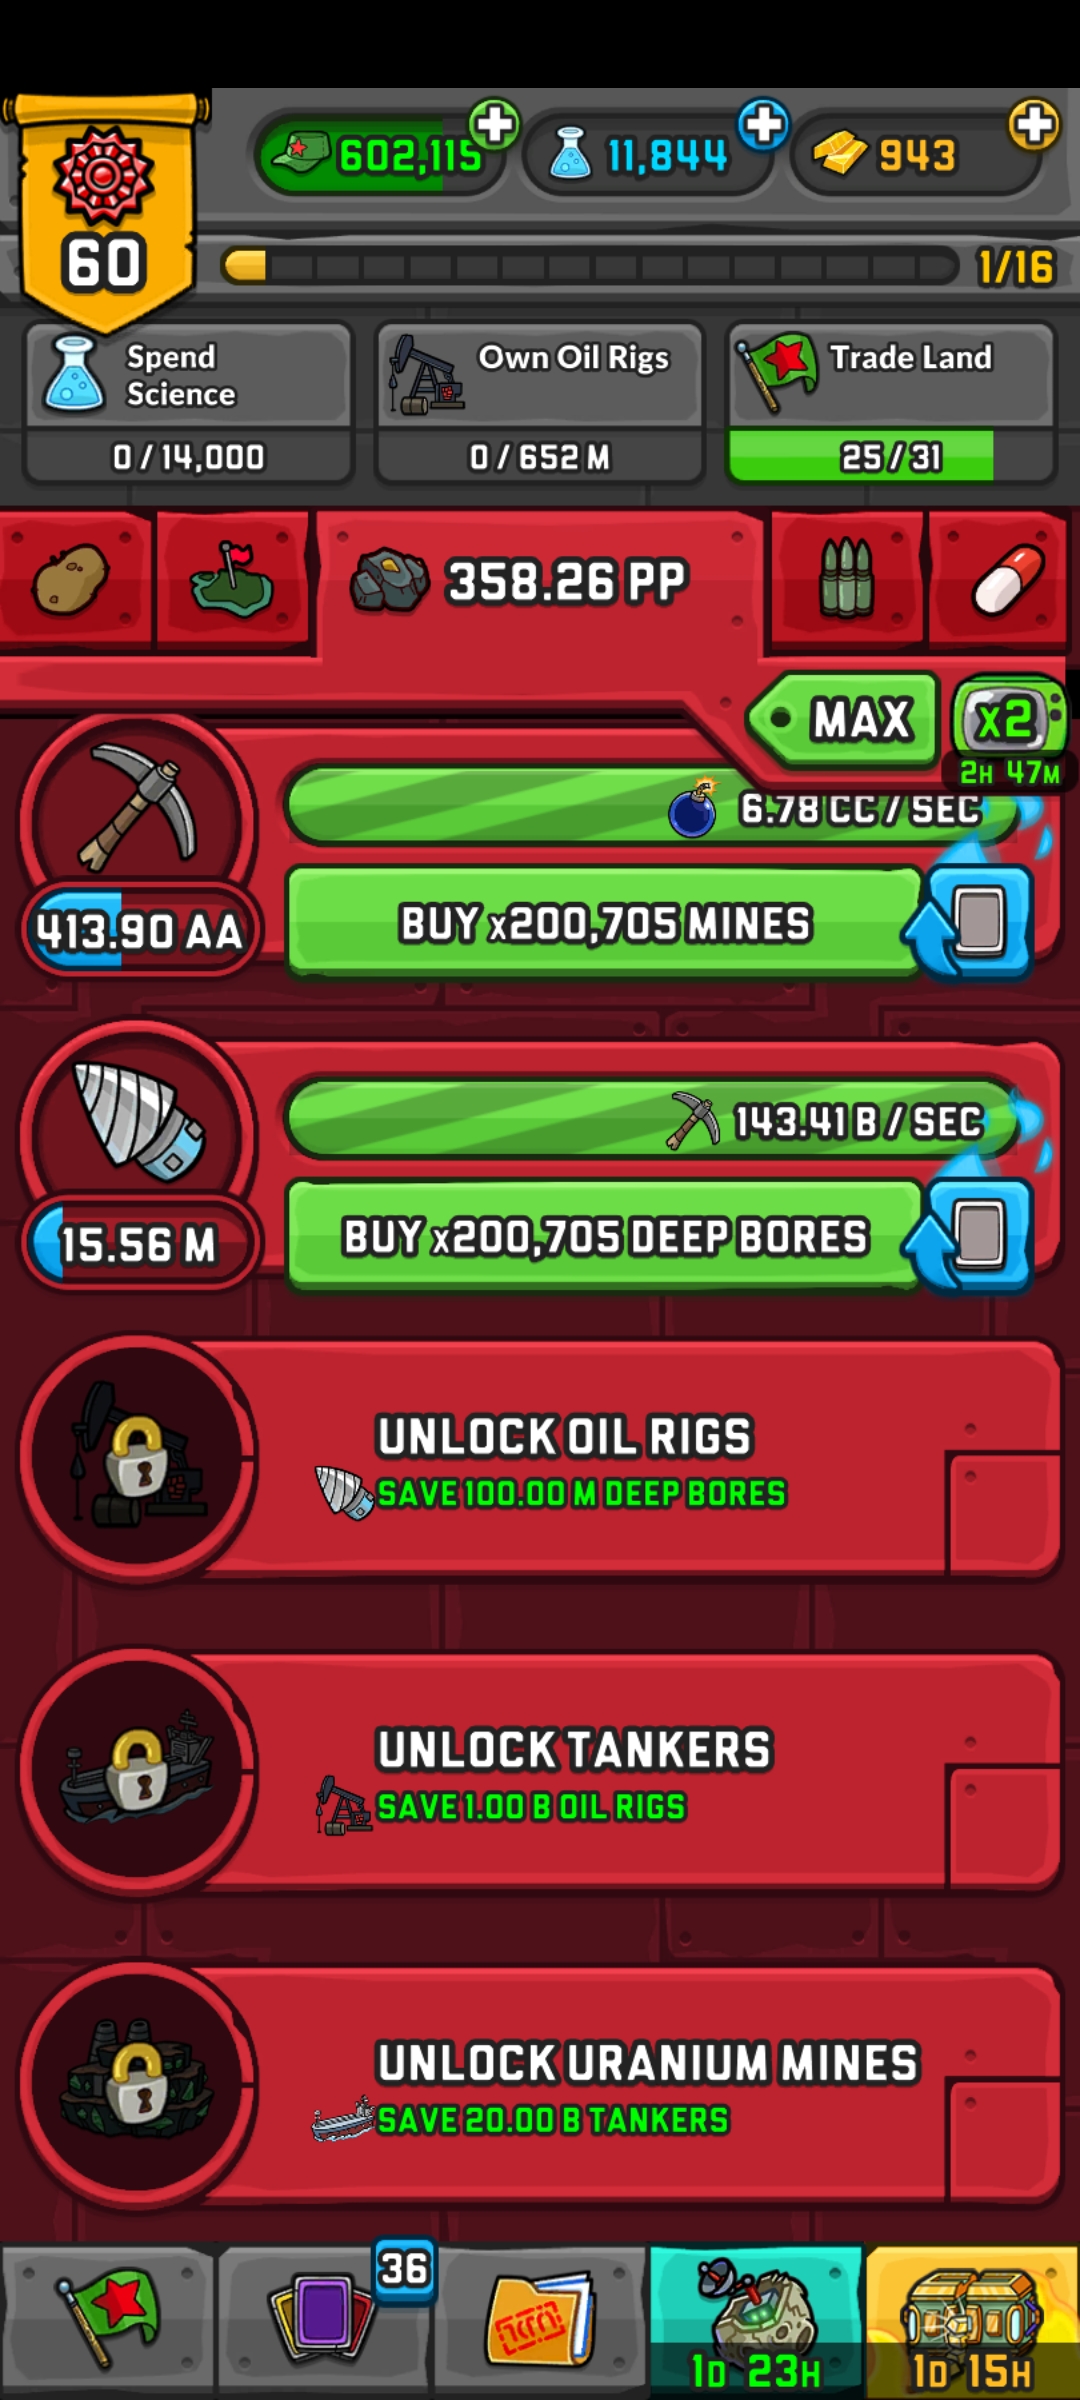 602,115
11,844
943
60
1/16
Spend
Science
0/14,000
Own Oil Rigs
0/652 M
Trade Land
25/31
358.26 PP
MAX
x2
2H 47M
6.78 CC / SEC
413.90 AA
BUY x200,705 MINES
143.41 B / SEC
15.56 M
BUY x200,705 DEEP BORES
UNLOCK OIL RIGS
SAVE 100.00 M DEEP BORES
UNLOCK TANKERS
SAVE 1.00 B OIL RIGS
UNLOCK URANIUM MINES
SAVE 20.00 B TANKERS
36
1D 23H
1D 15H